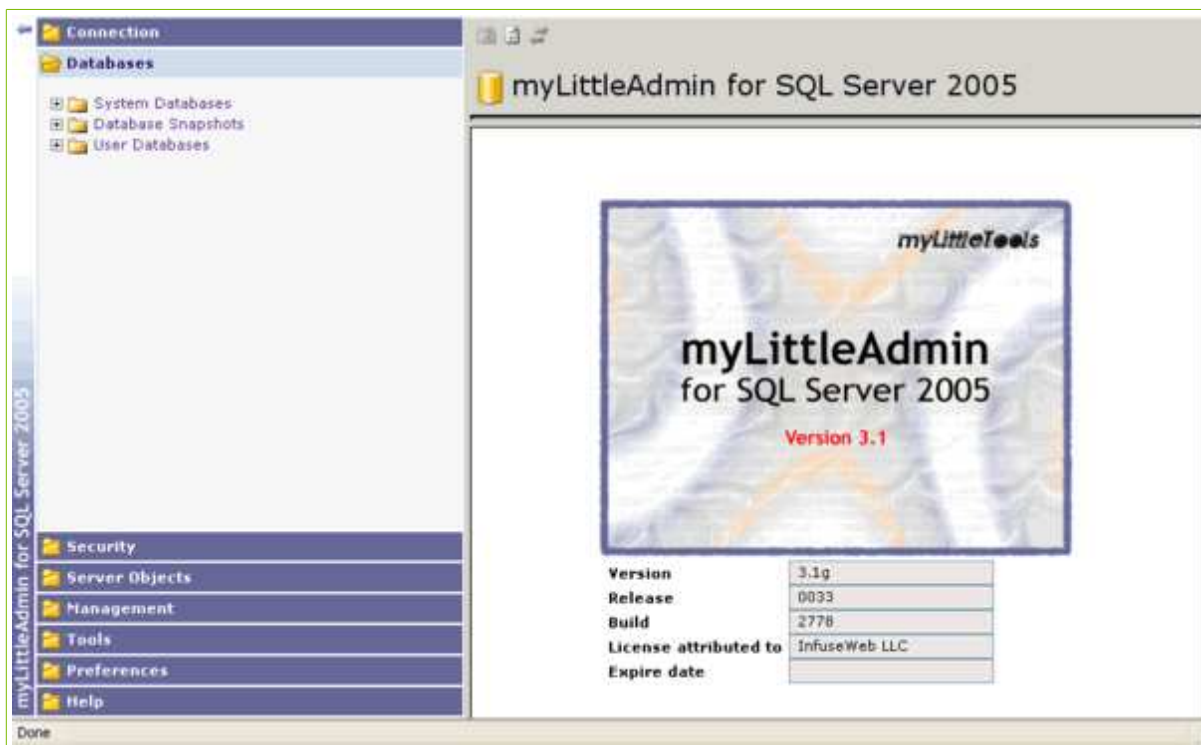 Connection
Databases
System Databases
Database Snapshots
User Databases
Security
Server Objects
Management
Tools
Preferences
Help
myLittleAdmin for SQL Server 2005
myLittleAdmin for SQL Server 2005
myLittleTools
myLittleAdmin
for SQL Server 2005
Version 3.1
Version 3.1g
Release 0033
Build 2778
License attributed to InfuseWeb LLC
Expire date
Done